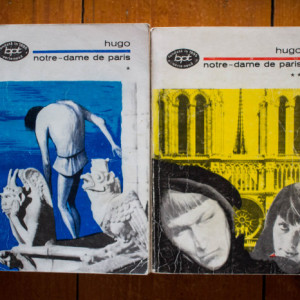 bpt
hugo
notre-dame de paris
*
bpt
hugo
notre-dame de paris
**